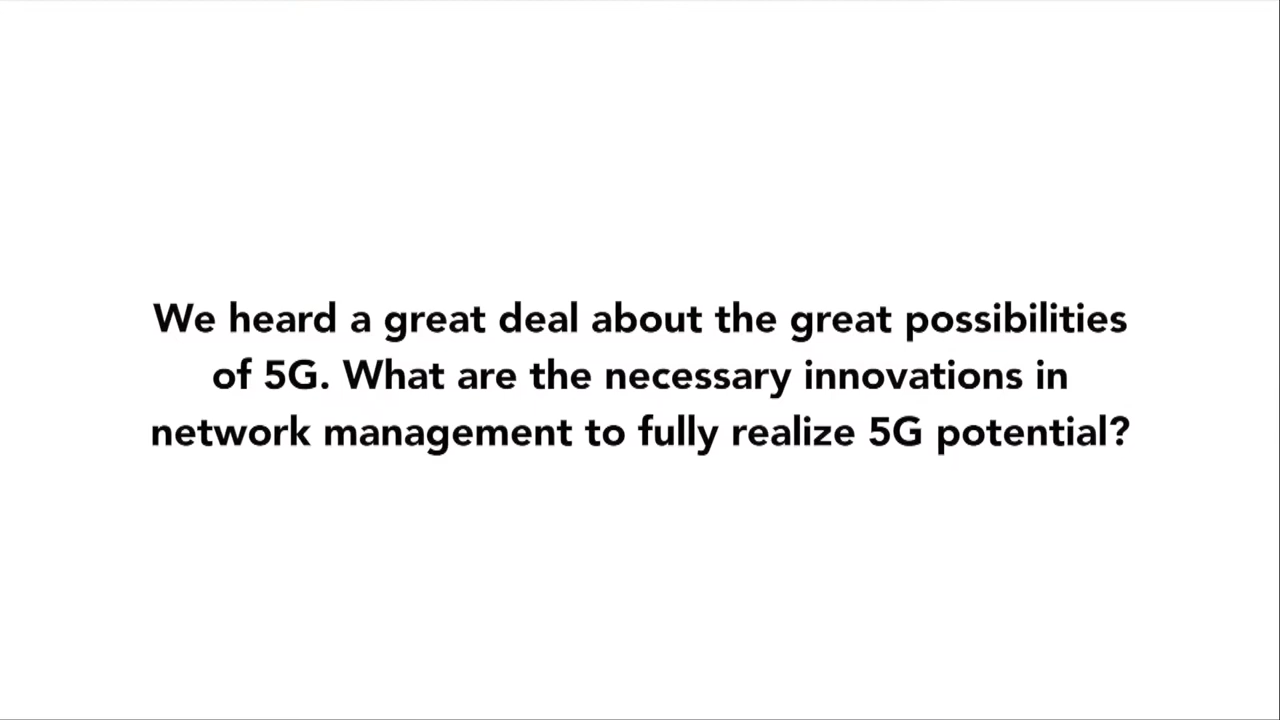 We heard a great deal about the great possibilities
of 5G. What are the necessary innovations in
network management to fully realize 5G potential?